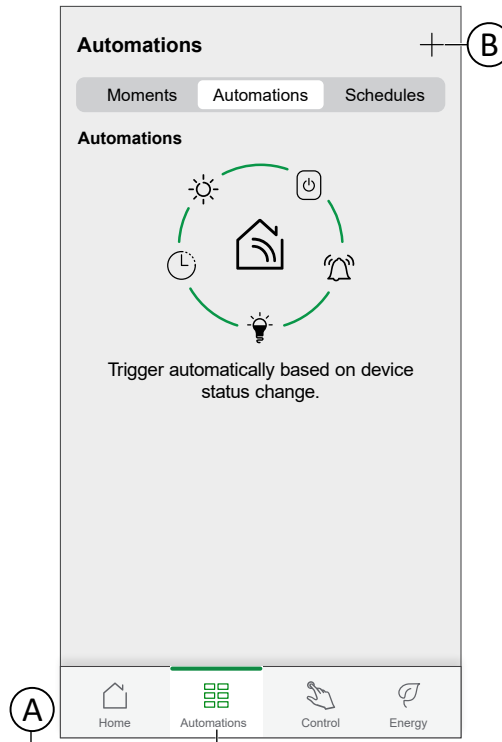 Automations
B
Moments Automations Schedules
Automations
Trigger automatically based on device
status change.
A
Home Automations Control Energy